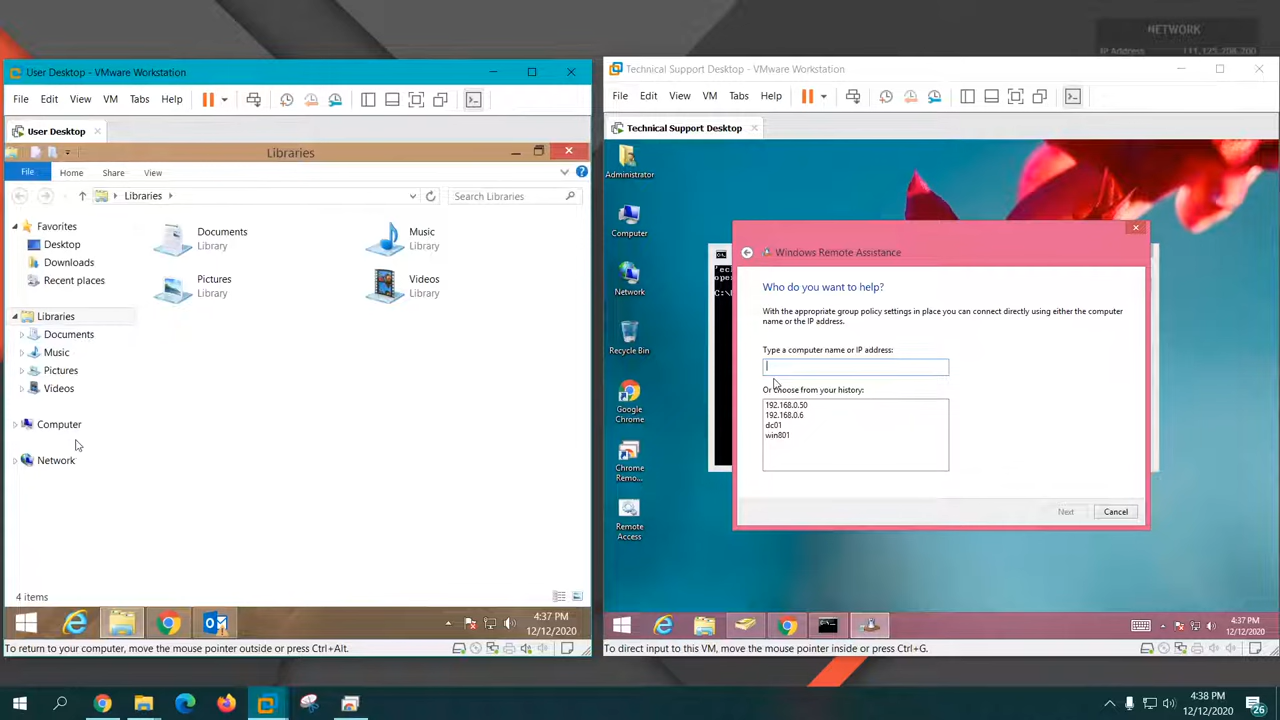 NETWORK
IP Address
User Desktop - VMware Workstation
File Edit View VM Tabs Help
User Desktop
Libraries
File Home Share View
Libraries
Search Libraries
Favorites
Desktop
Downloads
Recent places
Libraries
Documents
Music
Pictures
Videos
Computer
Network
Documents
Library
Music
Library
Pictures
Library
Videos
Library
4 items
4:37 PM
12/12/2020
To return to your computer, move the mouse pointer outside or press Ctrl+Alt.
Technical Support Desktop - VMware Workstation
File Edit View VM Tabs Help
Technical Support Desktop
Administrator
Computer
Network
Recycle Bin
Google
Chrome
Chrome
Remo...
Remote
Access
Windows Remote Assistance
Who do you want to help?
With the appropriate group policy settings in place you can connect directly using either the computer
name or the IP address.
Type a computer name or IP address:
Or choose from your history:
192.168.0.50
192.168.0.6
dc01
win801
Next Cancel
4:37 PM
12/12/2020
To direct input to this VM, move the mouse pointer inside or press Ctrl+G.
4:38 PM
12/12/2020
26